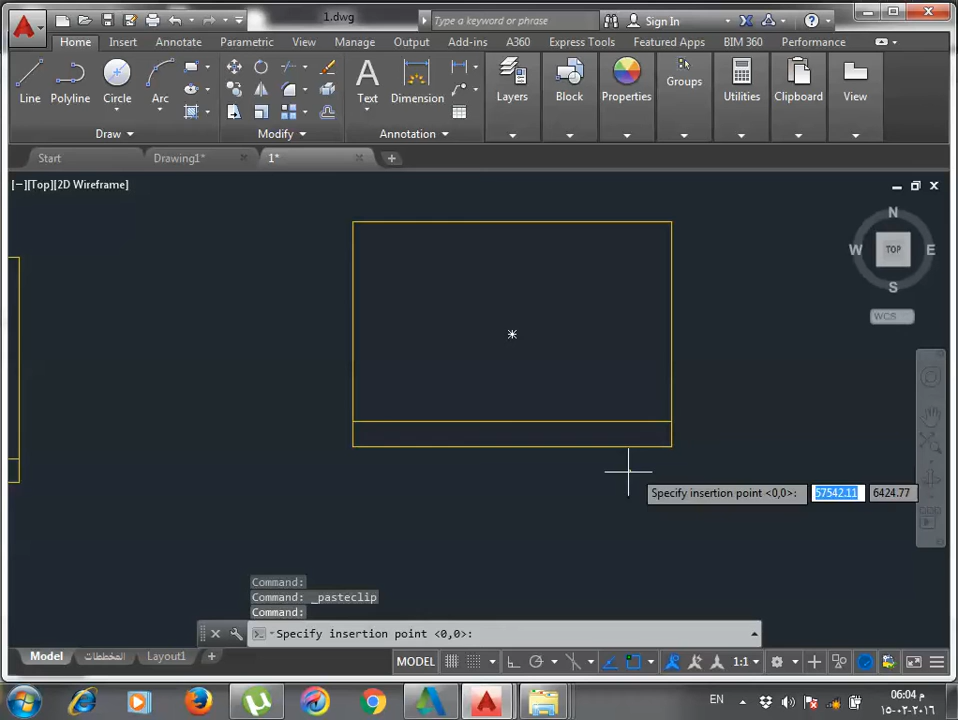 1.dwg
Type a keyword or phrase
Sign In
Home Insert Annotate Parametric View Manage Output Add-ins A360 Express Tools Featured Apps BIM 360 Performance
Line Polyline Circle Arc
A
Text Dimension Layers Block Properties Groups Utilities Clipboard View
Draw Modify Annotation
Start Drawing1* 1*
[−][Top][2D Wireframe]
N
W TOP E
S
WCS
Specify insertion point <0,0>: 57542.11 6424.77
Command:
Command: _pasteclip
Command:
Specify insertion point <0,0>:
Model المخططات Layout1 +
MODEL 1:1
EN
06:04 م
١٥-٠٢-٢٠١٦